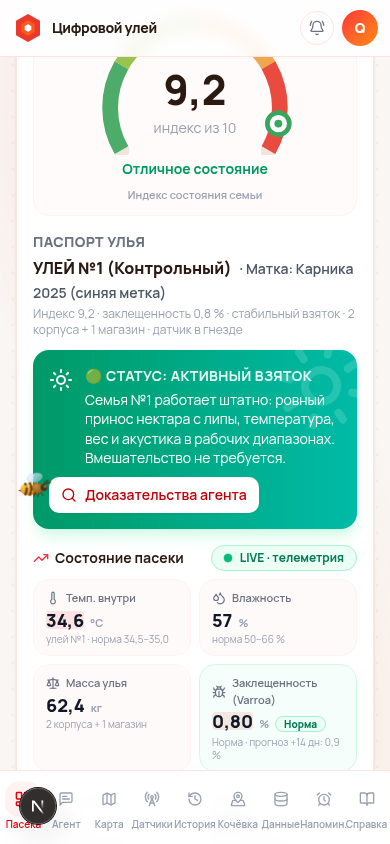 Цифровой улей
Q
9,2
индекс из 10
Отличное состояние
Индекс состояния семьи
ПАСПОРТ УЛЬЯ
УЛЕЙ №1 (Контрольный) · Матка: Карника
2025 (синяя метка)
Индекс 9,2 · заклещенность 0,8 % · стабильный взяток · 2
корпуса + 1 магазин · датчик в гнезде
СТАТУС: АКТИВНЫЙ ВЗЯТОК
Семья №1 работает штатно: ровный
принос нектара с липы, температура,
вес и акустика в рабочих диапазонах.
Вмешательство не требуется.
Доказательства агента
Состояние пасеки
LIVE · телеметрия
Темп. внутри
34,6 °C
улей №1 · норма 34,5–35,0
Влажность
57 %
норма 50–66 %
Масса улья
62,4 кг
2 корпуса + 1 магазин
Заклещенность
(Varroa)
0,80 % Норма
Норма · прогноз +14 дн: 0,9
%
N
Пасека Агент Карта Датчики История Кочёвка Данные Напомин. Справка